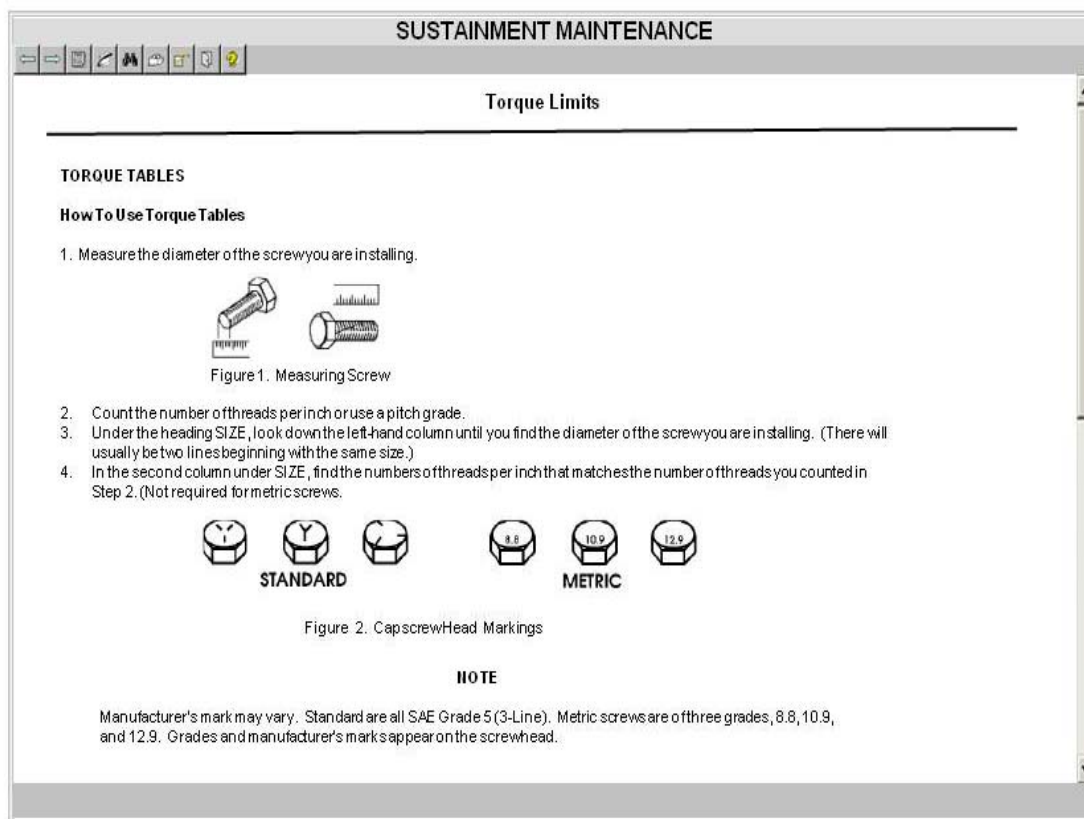 SUSTAINMENT MAINTENANCE
Torque Limits
TORQUE TABLES
How To Use Torque Tables
1. Measure the diameter of the screw you are installing.
Figure 1. Measuring Screw
2. Count the number of threads per inch or use a pitch grade.
3. Under the heading SIZE, look down the left-hand column until you find the diameter of the screw you are installing. (There will
usually be two lines beginning with the same size.)
4. In the second column under SIZE, find the numbers of threads per inch that matches the number of threads you counted in
Step 2. (Not required for metric screws.
8.8 10.9 12.9
STANDARD METRIC
Figure 2. Capscrew Head Markings
NOTE
Manufacturer's mark may vary. Standard are all SAE Grade 5 (3-Line). Metric screws are of three grades, 8.8, 10.9,
and 12.9. Grades and manufacturer's marks appear on the screw head.